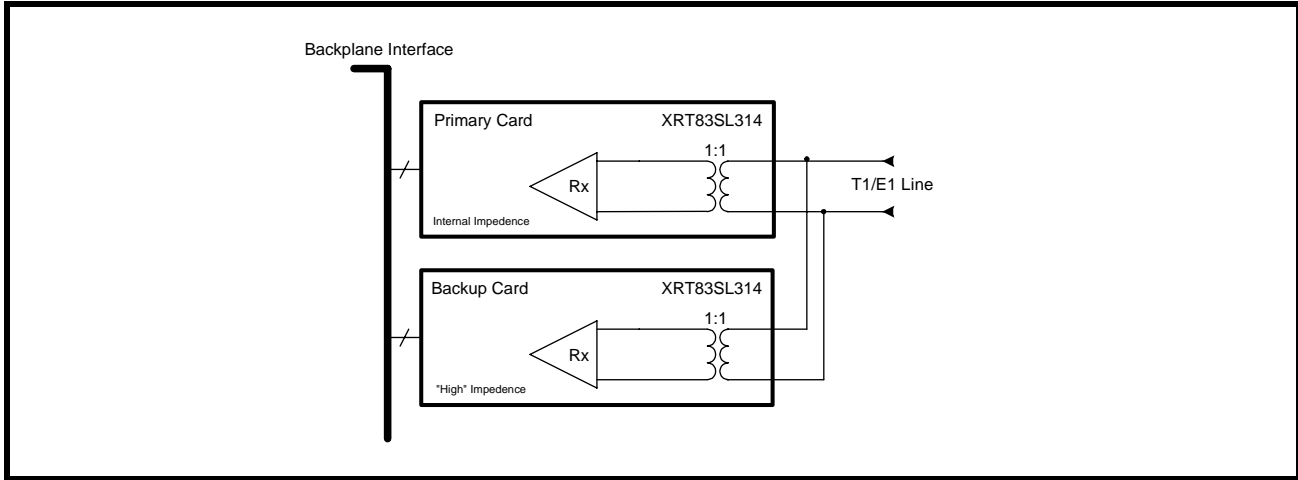 Backplane Interface
Primary Card XRT83SL314
1:1
Rx
T1/E1 Line
Internal Impedence
Backup Card XRT83SL314
1:1
Rx
"High" Impedence